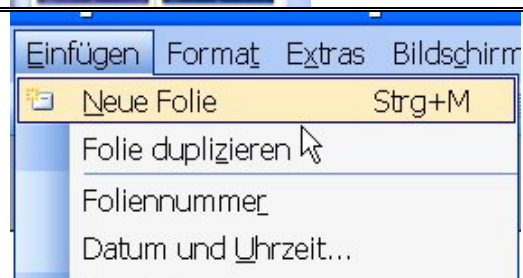 Einfügen Format Extras Bildschirm
Neue Folie Strg+M
Folie duplizieren
Foliennummer
Datum und Uhrzeit...